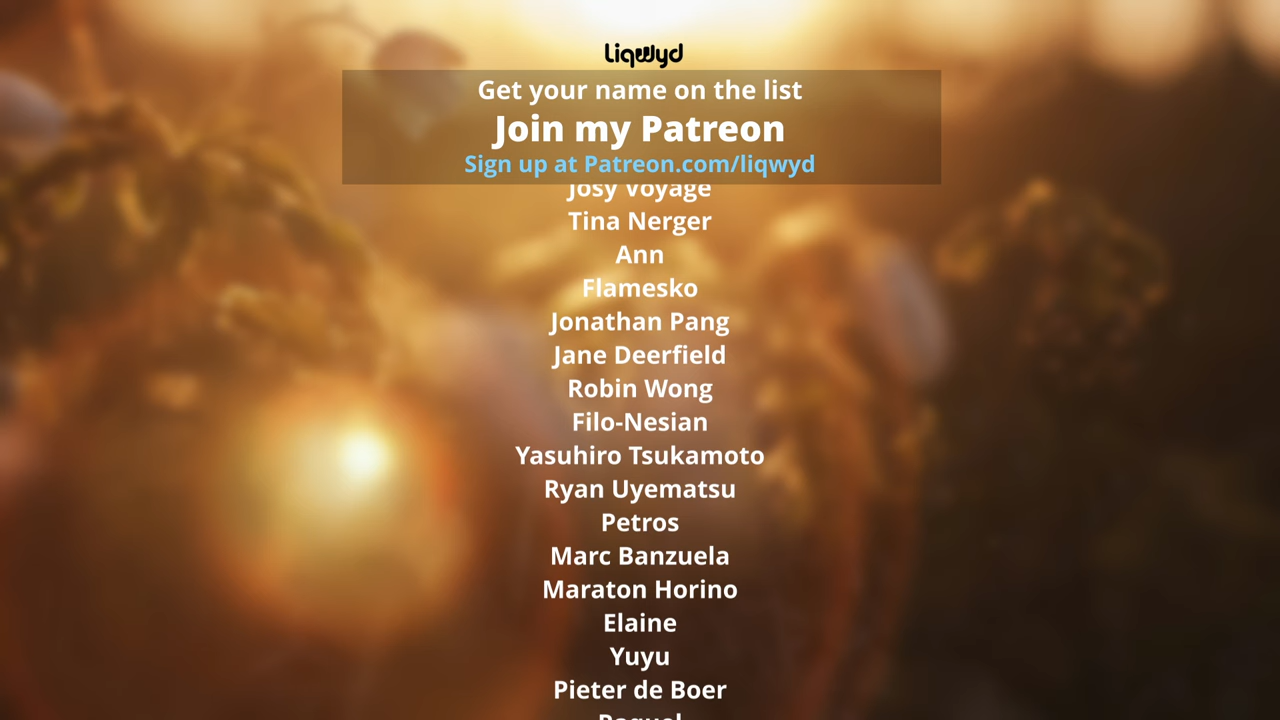 Liqwyd
Get your name on the list
Join my Patreon
Sign up at Patreon.com/liqwyd
Josy Voyage
Tina Nerger
Ann
Flamesko
Jonathan Pang
Jane Deerfield
Robin Wong
Filo-Nesian
Yasuhiro Tsukamoto
Ryan Uyematsu
Petros
Marc Banzuela
Maraton Horino
Elaine
Yuyu
Pieter de Boer